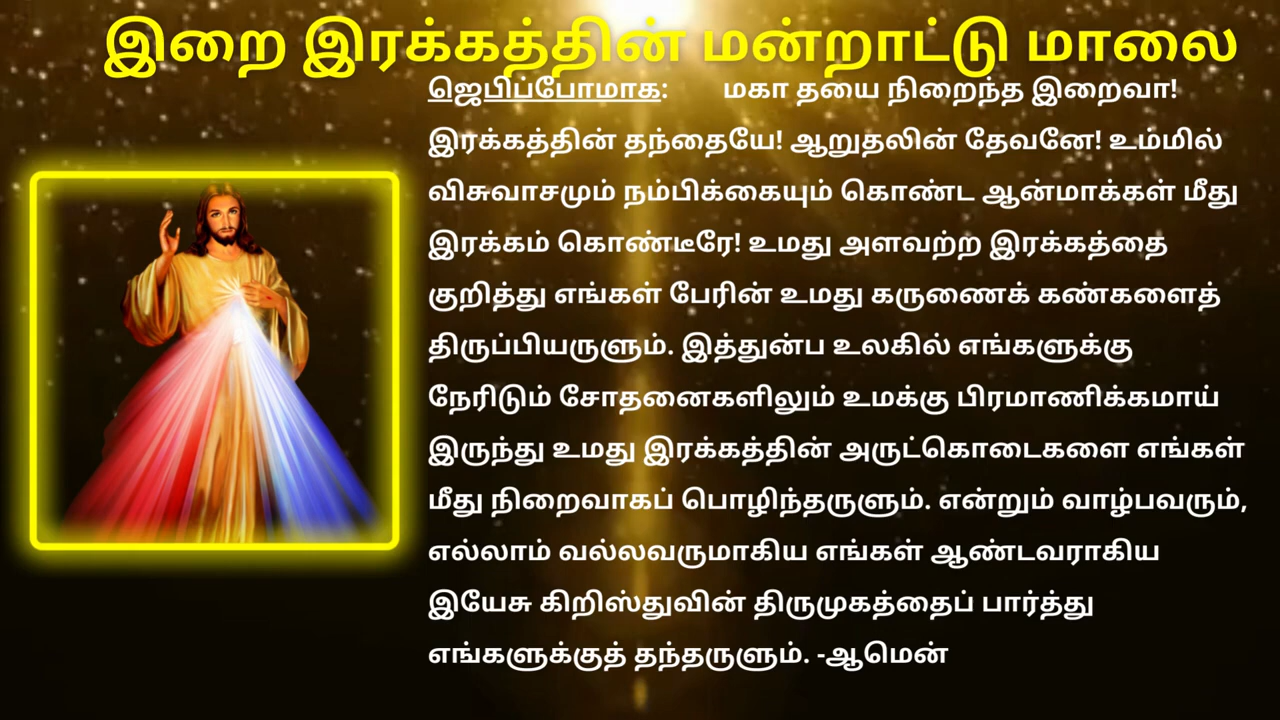 இறை இரக்கத்தின் மன்றாட்டு மாலை
ஜெபிப்போமாக: மகா தயை நிறைந்த இறைவா!
இரக்கத்தின் தந்தையே! ஆறுதலின் தேவனே! உம்மில்
விசுவாசமும் நம்பிக்கையும் கொண்ட ஆன்மாக்கள் மீது
இரக்கம் கொண்டீரே! உமது அளவற்ற இரக்கத்தை
குறித்து எங்கள் பேரின் உமது கருணைக் கண்களைத்
திருப்பியருளும். இத்துன்ப உலகில் எங்களுக்கு
நேரிடும் சோதனைகளிலும் உமக்கு பிரமாணிக்கமாய்
இருந்து உமது இரக்கத்தின் அருட்கொடைகளை எங்கள்
மீது நிறைவாகப் பொழிந்தருளும். என்றும் வாழ்பவரும்,
எல்லாம் வல்லவருமாகிய எங்கள் ஆண்டவராகிய
இயேசு கிறிஸ்துவின் திருமுகத்தைப் பார்த்து
எங்களுக்குத் தந்தருளும். -ஆமென்